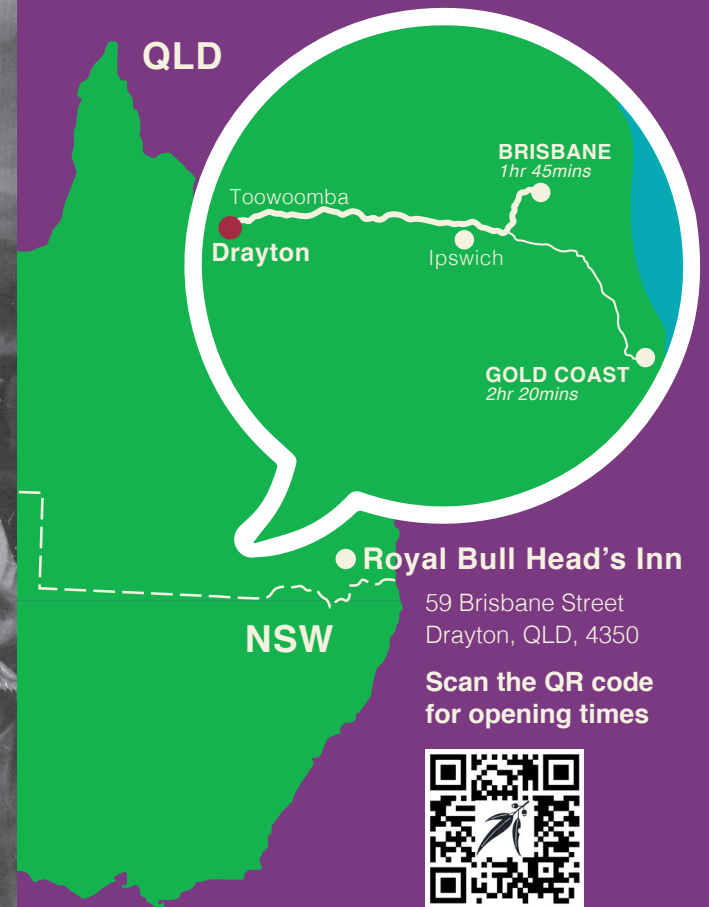 QLD
BRISBANE
1hr 45mins
Toowoomba
Drayton
Ipswich
GOLD COAST
2hr 20mins
Royal Bull Head's Inn
59 Brisbane Street
Drayton, QLD, 4350
NSW
Scan the QR code
for opening times